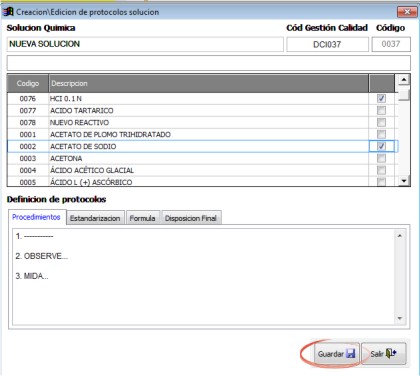 Creacion\Edicion de protocolos solucion
Solucion Quimica Cód Gestión Calidad Código
NUEVA SOLUCION DCI037 0037
Codigo Descripcion
0076 HCl 0.1 N
0077 ACIDO TARTARICO
0078 NUEVO REACTIVO
0001 ACETATO DE PLOMO TRIHIDRATADO
0002 ACETATO DE SODIO
0003 ACETONA
0004 ÁCIDO ACÉTICO GLACIAL
0005 ÁCIDO L (+) ASCÓRBICO
Definicion de protocolos
Procedimientos Estandarizacion Formula Disposicion Final
1. -----------
2. OBSERVE...
3. MIDA...
Guardar Salir